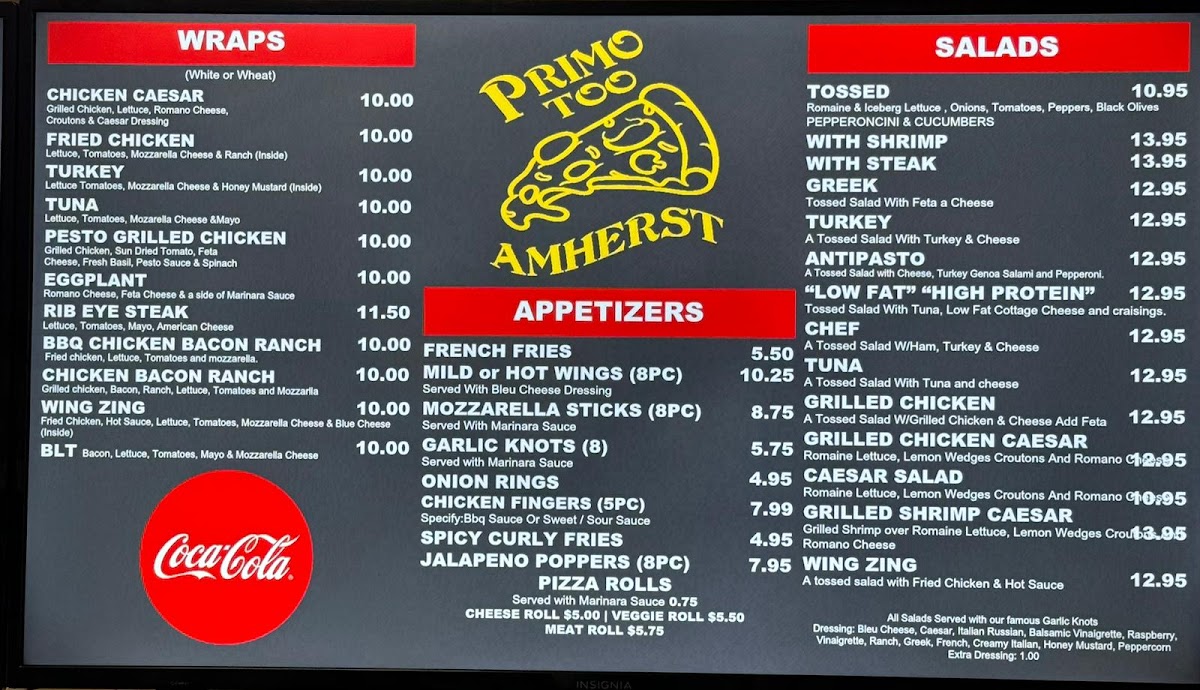 WRAPS
(White or Wheat)
CHICKEN CAESAR 10.00
Grilled Chicken, Lettuce, Romano Cheese,
Croutons & Caesar Dressing
FRIED CHICKEN 10.00
Lettuce, Tomatoes, Mozzarella Cheese & Ranch (Inside)
TURKEY 10.00
Lettuce Tomatoes, Mozzarella Cheese & Honey Mustard (Inside)
TUNA 10.00
Lettuce, Tomatoes, Mozarella Cheese &Mayo
PESTO GRILLED CHICKEN 10.00
Grilled Chicken, Sun Dried Tomato, Feta
Cheese, Fresh Basil, Pesto Sauce & Spinach
EGGPLANT 10.00
Romano Cheese, Feta Cheese & a side of Marinara Sauce
RIB EYE STEAK 11.50
Lettuce, Tomatoes, Mayo, American Cheese
BBQ CHICKEN BACON RANCH 10.00
Fried chicken, Lettuce, Tomatoes and mozzarella.
CHICKEN BACON RANCH 10.00
Grilled chicken, Bacon, Ranch, Lettuce, Tomatoes and Mozzarlla
WING ZING 10.00
Fried Chicken, Hot Sauce, Lettuce, Tomatoes, Mozzarella Cheese & Blue Cheese
(Inside)
BLT Bacon, Lettuce, Tomatoes, Mayo & Mozzarella Cheese 10.00
Coca-Cola
PRIMO
TOO
AMHERST
APPETIZERS
FRENCH FRIES 5.50
MILD or HOT WINGS (8PC) 10.25
Served With Bleu Cheese Dressing
MOZZARELLA STICKS (8PC) 8.75
Served With Marinara Sauce
GARLIC KNOTS (8) 5.75
Served with Marinara Sauce
ONION RINGS 4.95
CHICKEN FINGERS (5PC) 7.99
Specify:Bbq Sauce Or Sweet / Sour Sauce
SPICY CURLY FRIES 4.95
JALAPENO POPPERS (8PC) 7.95
PIZZA ROLLS
Served with Marinara Sauce 0.75
CHEESE ROLL $5.00 | VEGGIE ROLL $5.50
MEAT ROLL $5.75
SALADS
TOSSED 10.95
Romaine & Iceberg Lettuce , Onions, Tomatoes, Peppers, Black Olives
PEPPERONCINI & CUCUMBERS
WITH SHRIMP 13.95
WITH STEAK 13.95
GREEK 12.95
Tossed Salad With Feta a Cheese
TURKEY 12.95
A Tossed Salad With Turkey & Cheese
ANTIPASTO 12.95
A Tossed Salad with Cheese, Turkey Genoa Salami and Pepperoni.
“LOW FAT” “HIGH PROTEIN” 12.95
Tossed Salad With Tuna, Low Fat Cottage Cheese and craisings.
CHEF 12.95
A Tossed Salad W/Ham, Turkey & Cheese
TUNA 12.95
A Tossed Salad With Tuna and cheese
GRILLED CHICKEN 12.95
A Tossed Salad W/Grilled Chicken & Cheese Add Feta
GRILLED CHICKEN CAESAR
Romaine Lettuce, Lemon Wedges Croutons And Romano Cheese 12.95
CAESAR SALAD
Romaine Lettuce, Lemon Wedges Croutons And Romano Cheese 10.95
GRILLED SHRIMP CAESAR
Grilled Shrimp over Romaine Lettuce, Lemon Wedges 13.95
Romano Cheese
WING ZING 12.95
A tossed salad with Fried Chicken & Hot Sauce
All Salads Served with our famous Garlic Knots
Dressing: Bleu Cheese, Caesar, Italian Russian, Balsamic Vinaigrette, Raspberry,
Vinaigrette, Ranch, Greek, French, Creamy Italian, Honey Mustard, Peppercorn
Extra Dressing: 1.00
INSIGNIA